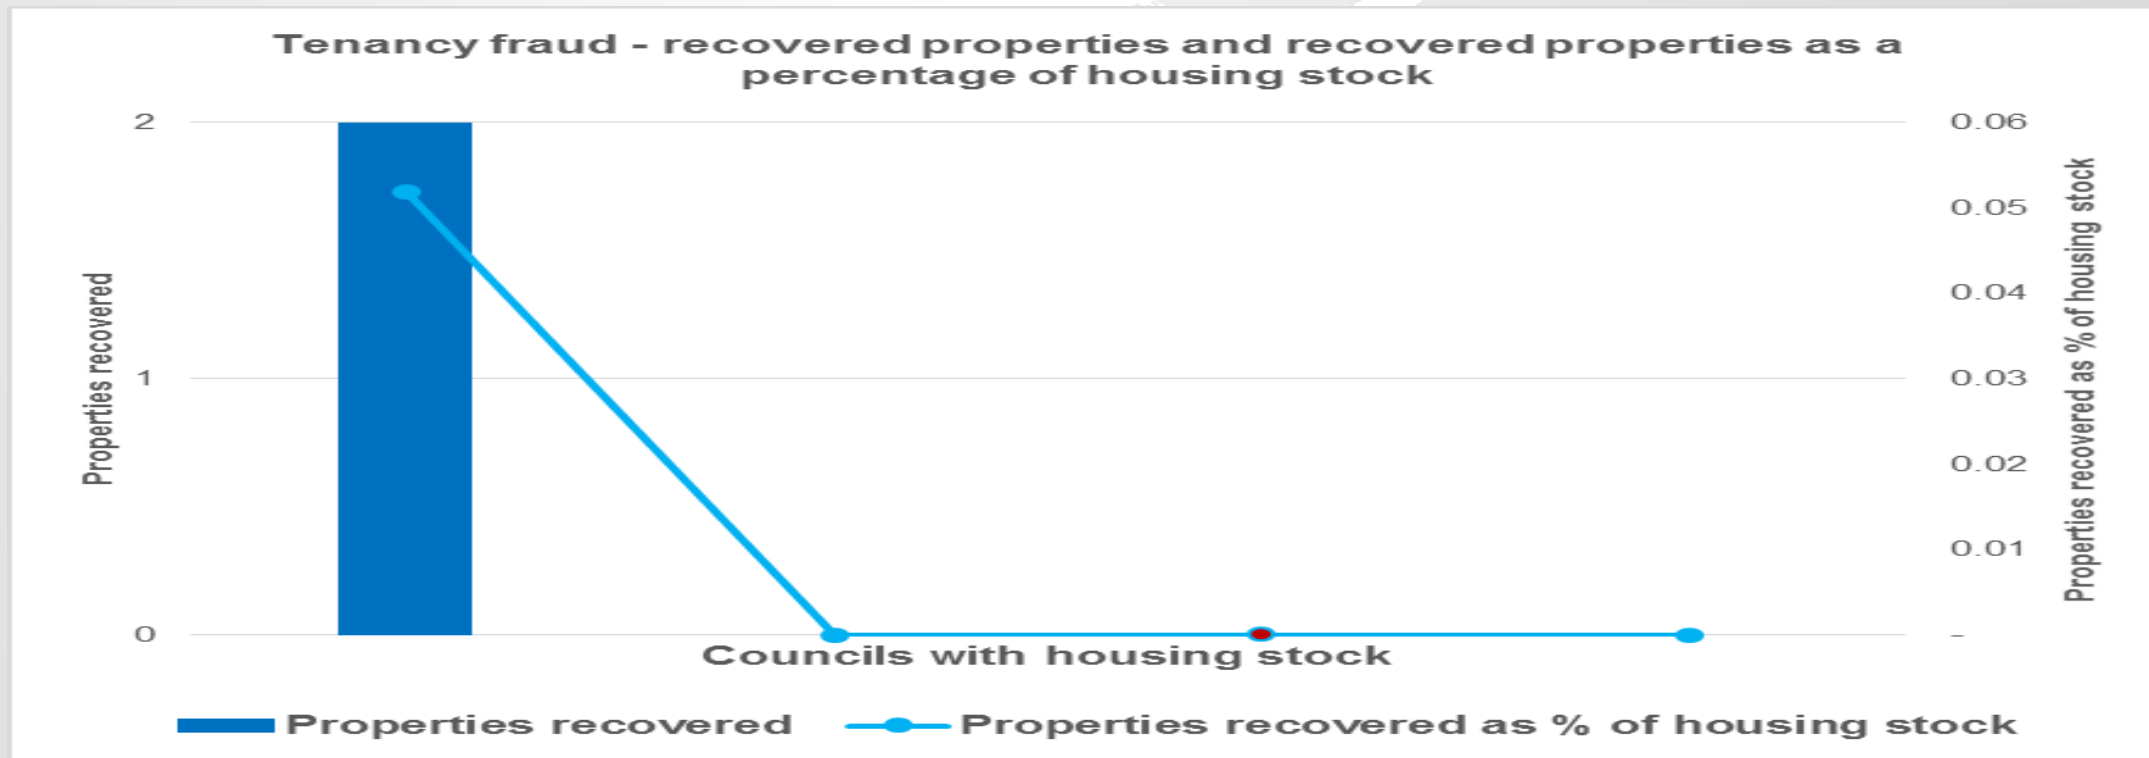 Tenancy fraud - recovered properties and recovered properties as a
percentage of housing stock
2
1
0
Properties recovered
0.06
0.05
0.04
0.03
0.02
0.01
-
Properties recovered as % of housing stock
Councils with housing stock
Properties recovered
Properties recovered as % of housing stock